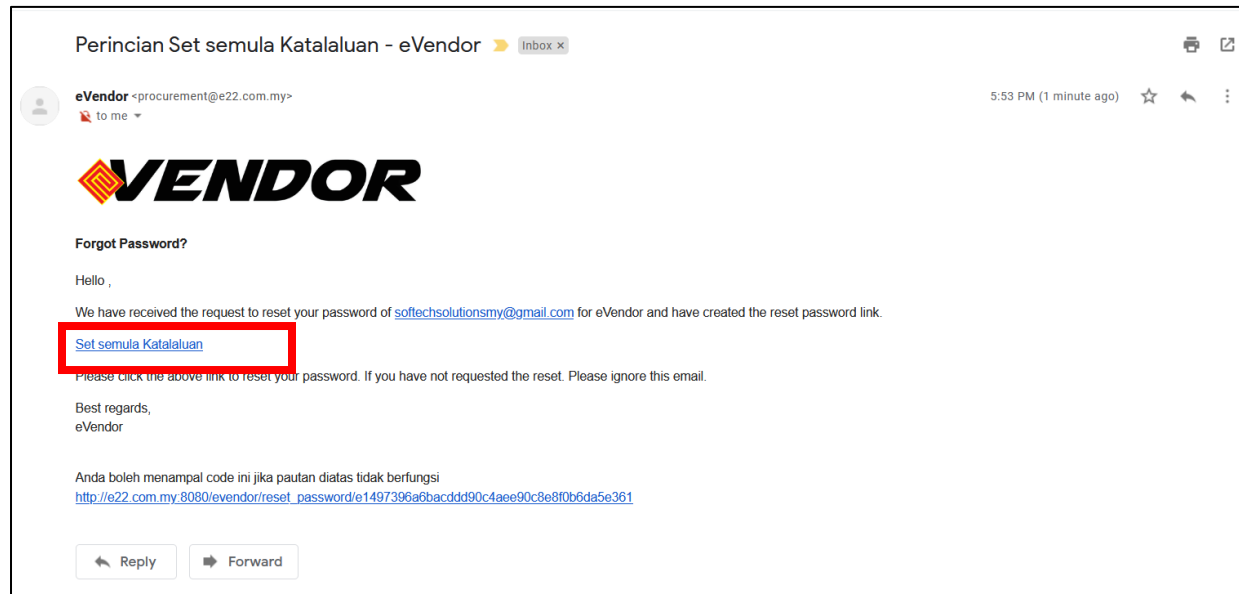 Perincian Set semula Katalaluan - eVendor Inbox ×
eVendor <procurement@e22.com.my> 5:53 PM (1 minute ago)
to me
VENDOR
Forgot Password?
Hello ,
We have received the request to reset your password of softechsolutionsmy@gmail.com for eVendor and have created the reset password link.
Set semula Katalaluan
Please click the above link to reset your password. If you have not requested the reset. Please ignore this email.
Best regards,
eVendor
Anda boleh menampal code ini jika pautan diatas tidak berfungsi
http://e22.com.my:8080/evendor/reset_password/e1497396a6bacddd90c4aee90c8e8f0b6da5e361
Reply Forward